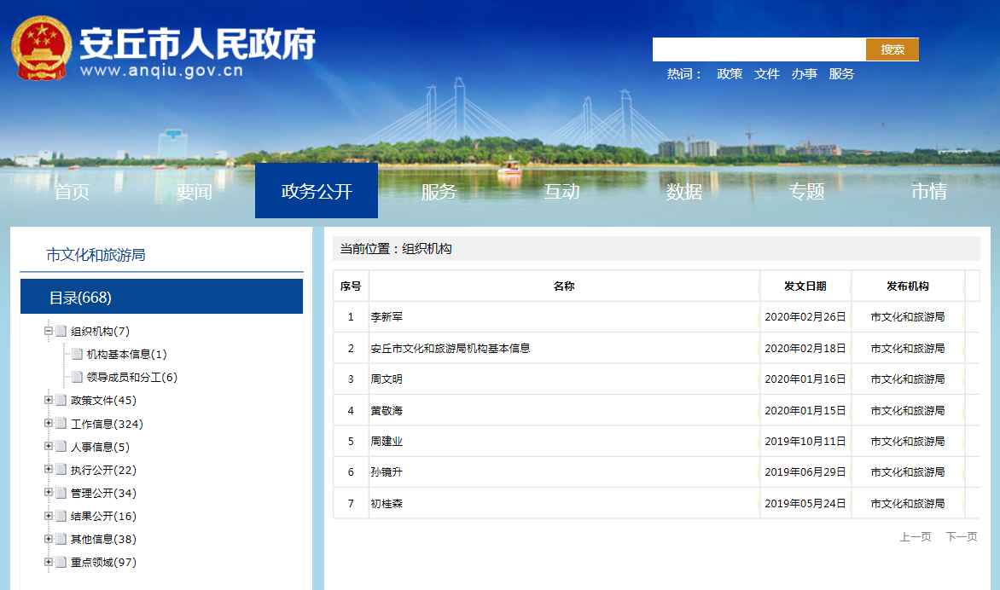 安丘市人民政府
www.anqiu.gov.cn
搜索
热词： 政策 文件 办事 服务
首页 要闻 政务公开 服务 互动 数据 专题 市情
市文化和旅游局
目录(668)
组织机构(7)
机构基本信息(1)
领导成员和分工(6)
政策文件(45)
工作信息(324)
人事信息(5)
执行公开(22)
管理公开(34)
结果公开(16)
其他信息(38)
重点领域(97)
当前位置：组织机构
序号 名称 发文日期 发布机构
1 李新军 2020年02月26日 市文化和旅游局
2 安丘市文化和旅游局机构基本信息 2020年02月18日 市文化和旅游局
3 周文明 2020年01月16日 市文化和旅游局
4 黄敬海 2020年01月15日 市文化和旅游局
5 周建业 2019年10月11日 市文化和旅游局
6 孙镜升 2019年06月29日 市文化和旅游局
7 初桂森 2019年05月24日 市文化和旅游局
上一页 下一页